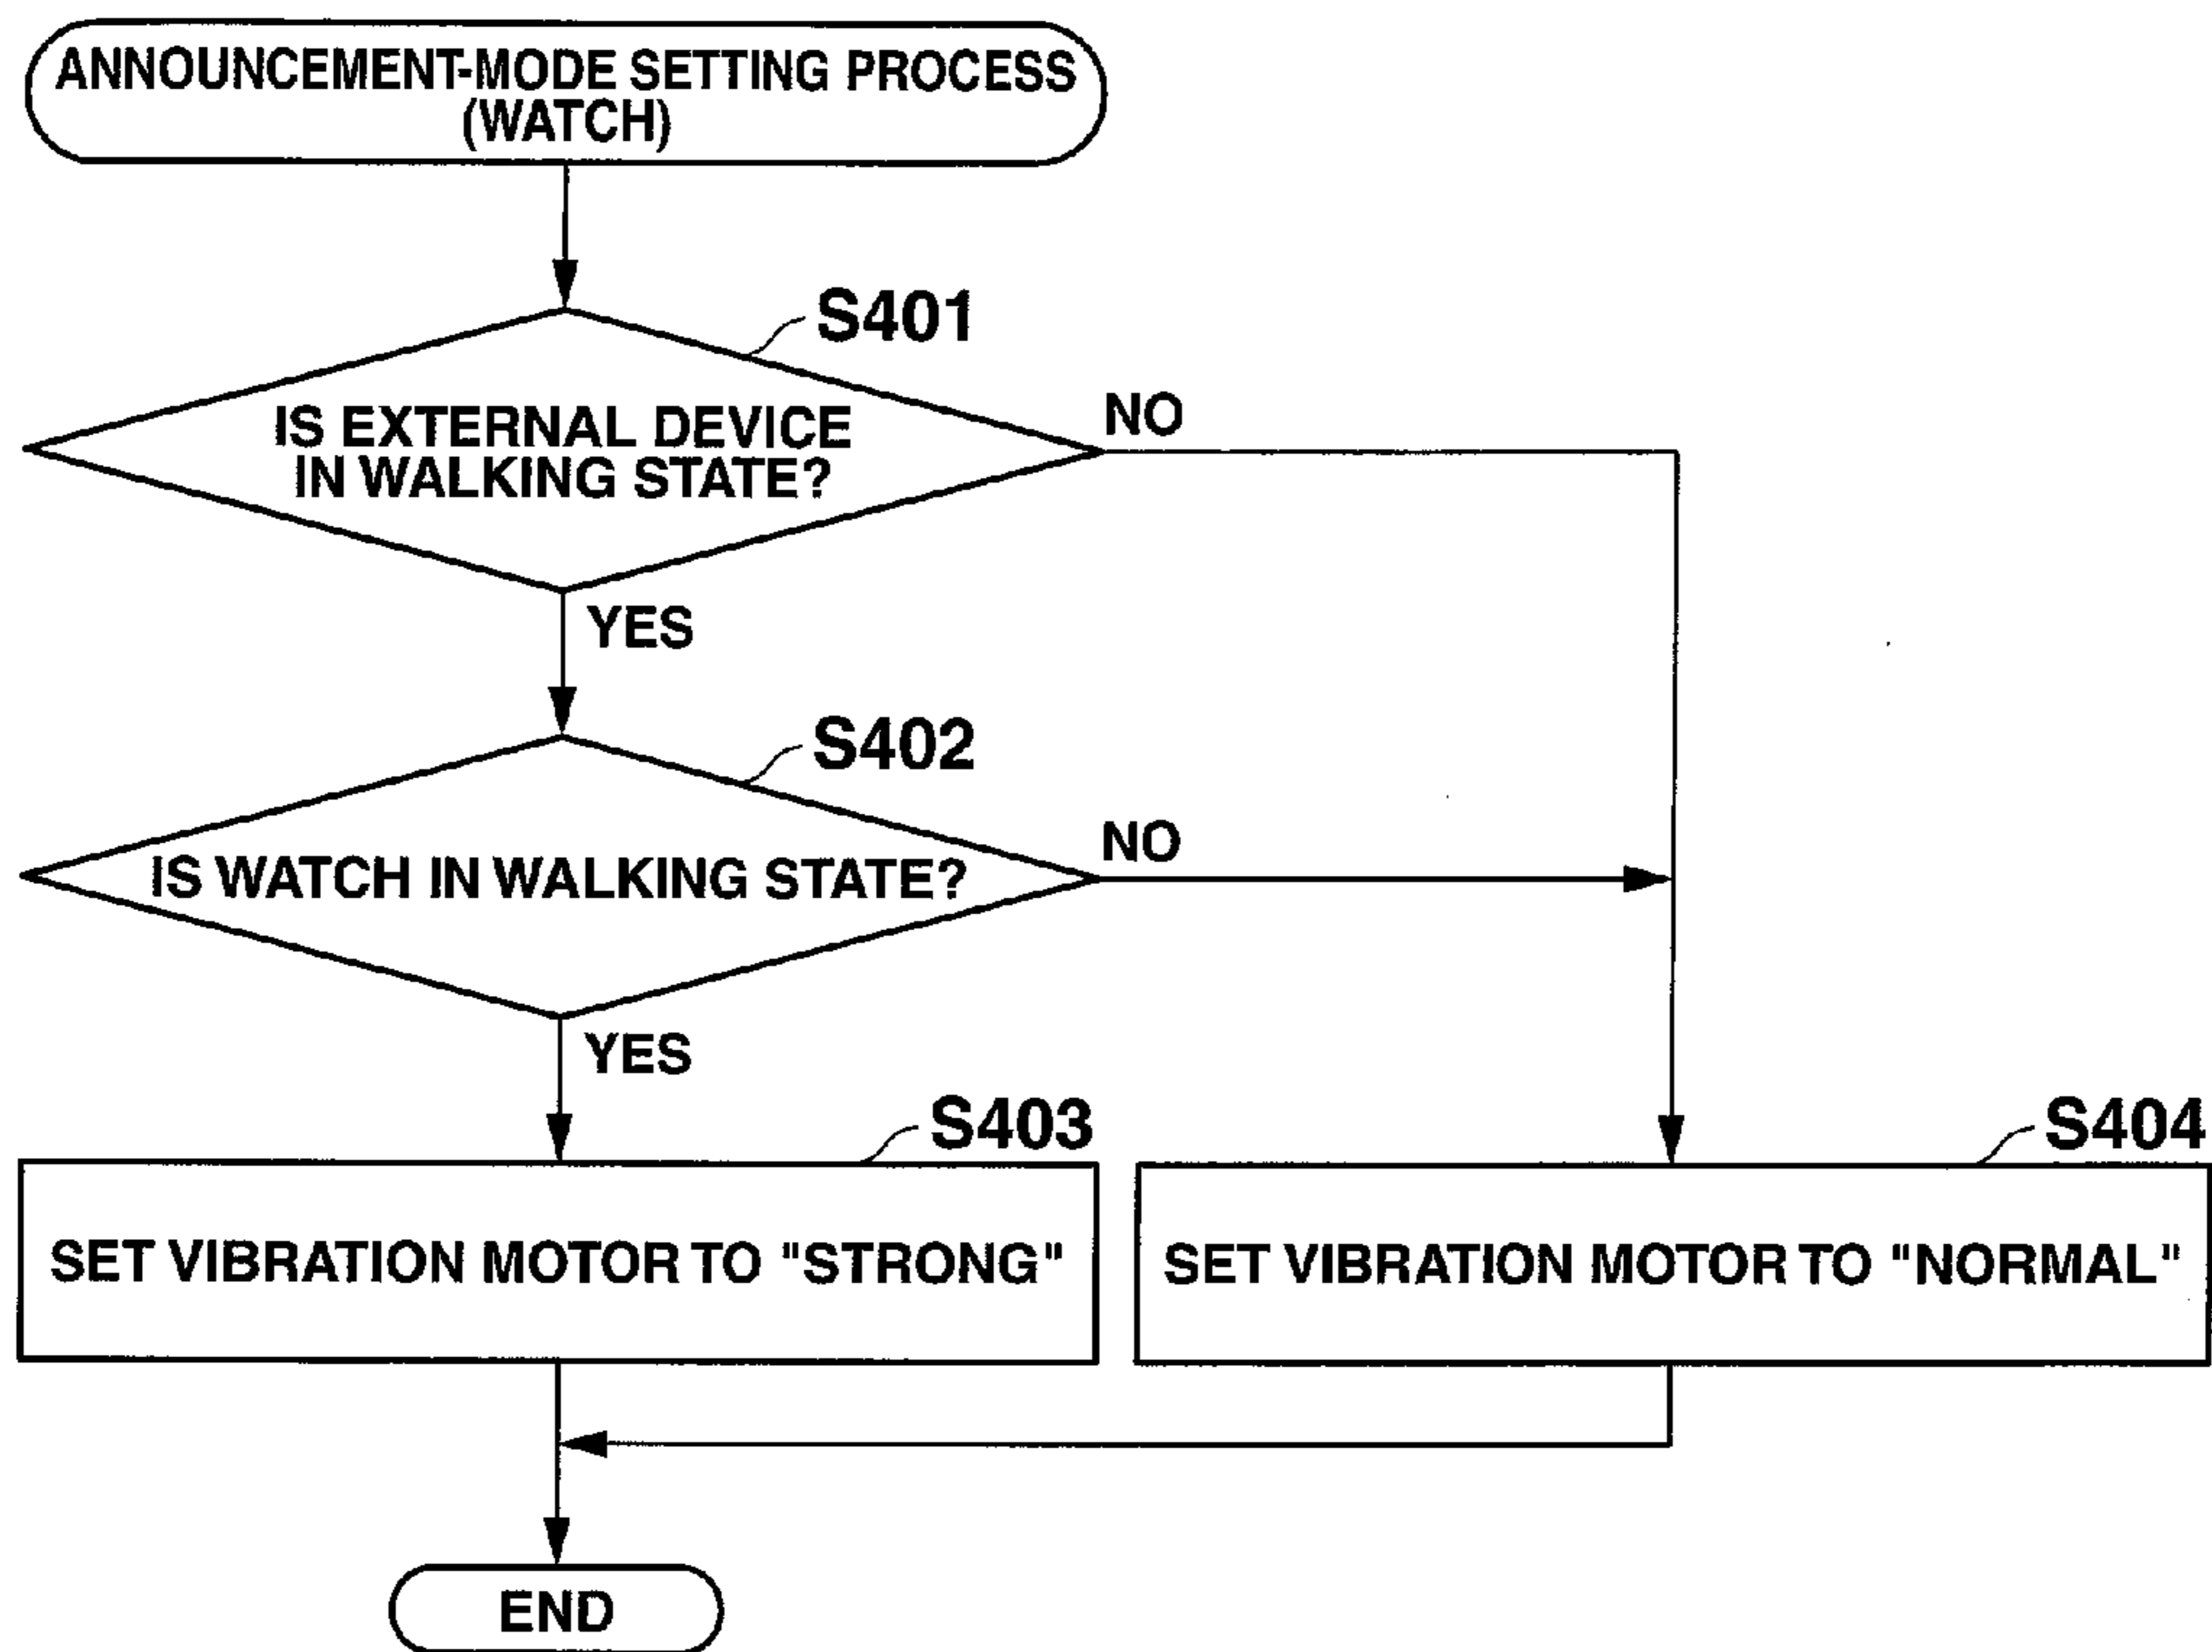 ANNOUNCEMENT-MODE SETTING PROCESS
(WATCH)
S401
IS EXTERNAL DEVICE
IN WALKING STATE?
NO
YES
S402
IS WATCH IN WALKING STATE?
NO
YES
S403
SET VIBRATION MOTOR TO "STRONG"
S404
SET VIBRATION MOTOR TO "NORMAL"
END